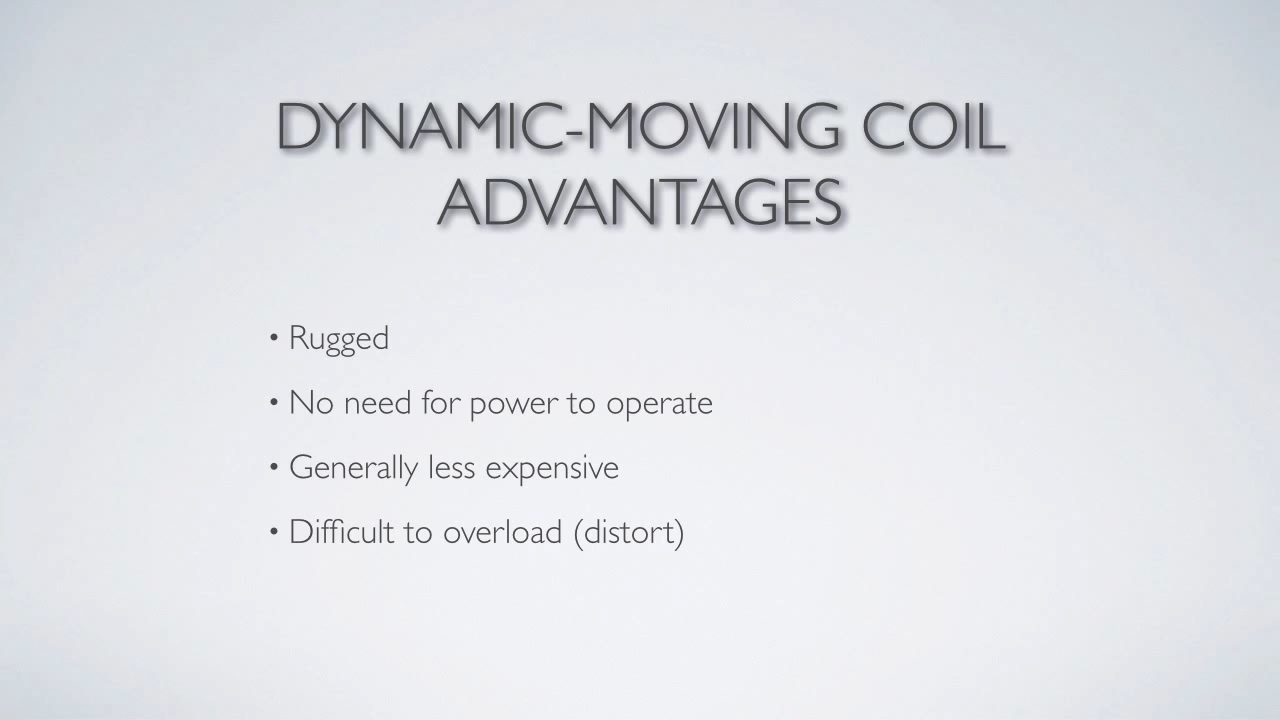 DYNAMIC-MOVING COIL
ADVANTAGES
• Rugged
• No need for power to operate
• Generally less expensive
• Difficult to overload (distort)